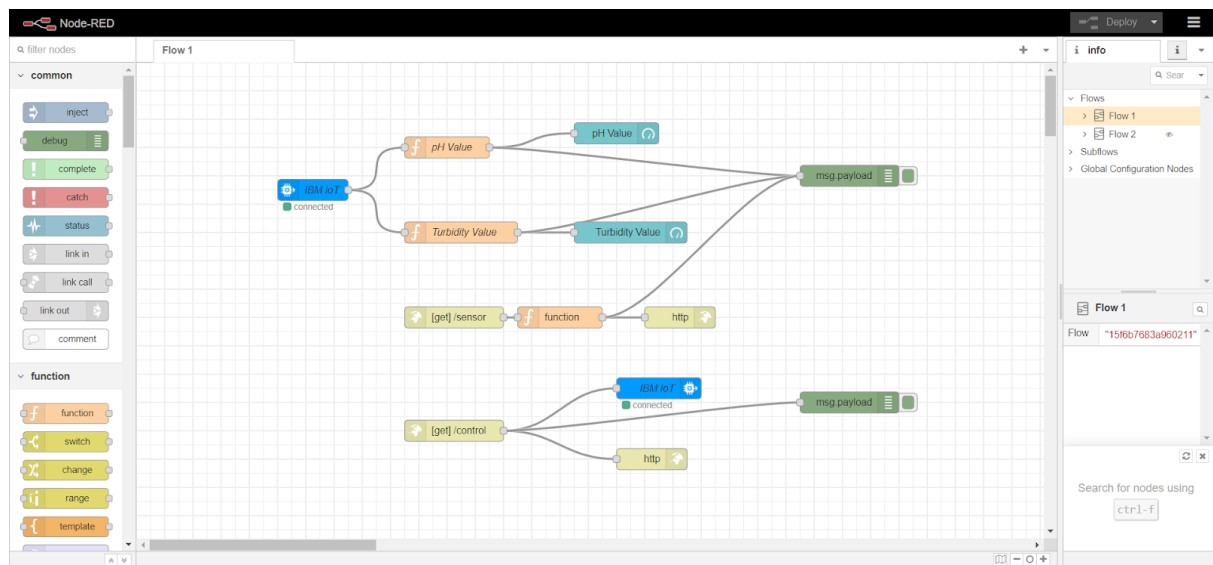 Node-RED
Deploy
filter nodes
Flow 1
info
i
Sear
common
inject
debug
complete
catch
status
link in
link call
link out
comment
function
function
switch
change
range
template
IBM IoT
connected
pH Value
pH Value
Turbidity Value
Turbidity Value
msg.payload
[get] /sensor
function
http
[get] /control
IBM IoT
connected
http
msg.payload
Flows
Flow 1
Flow 2
Subflows
Global Configuration Nodes
Flow 1
Flow "15f6b7683a960211"
Search for nodes using
ctrl-f